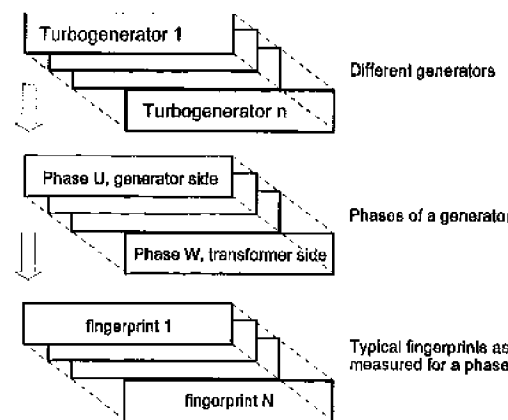 Turbogenerator 1
Different generators
Turbogenerator n
Phase U, generator side
Phases of a generator
Phase W, transformer side
fingerprint 1
Typical fingerprints as
measured for a phase
fingerprint N